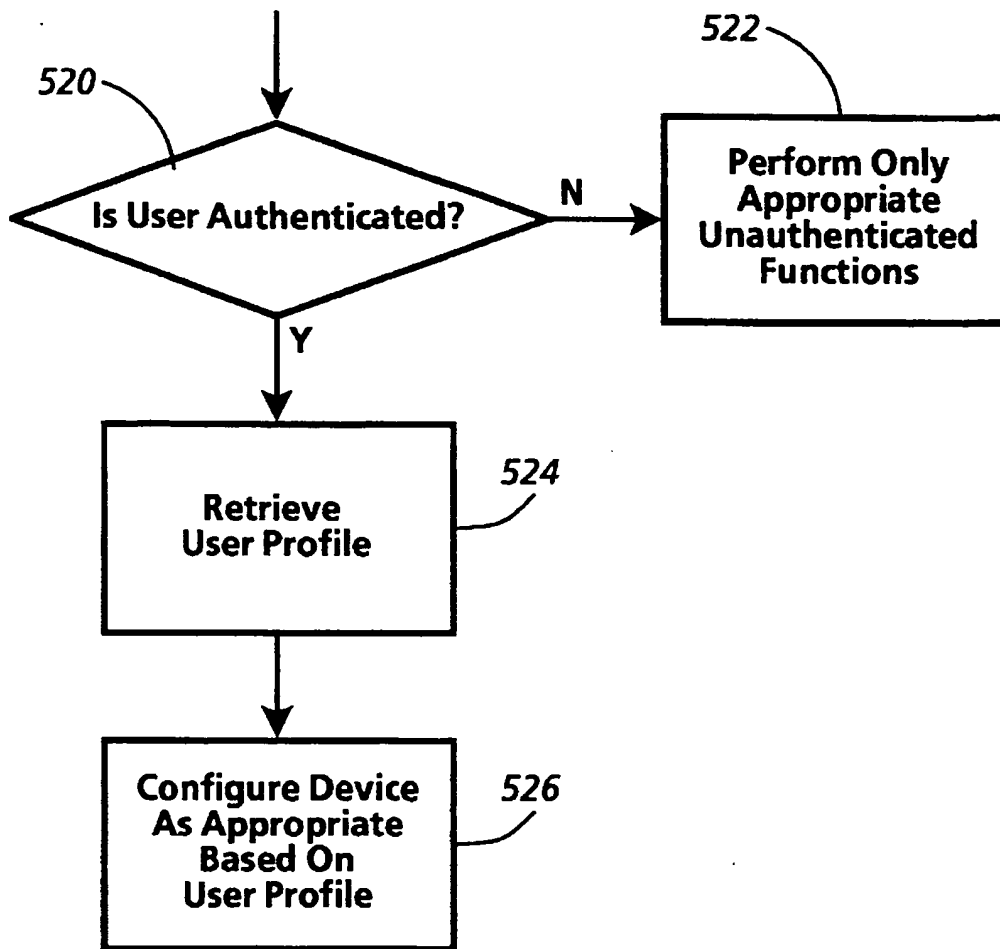 522
520
Is User Authenticated?
N
Perform Only
Appropriate
Unauthenticated
Functions
Y
Retrieve
User Profile
524
Configure Device
As Appropriate
Based On
User Profile
526